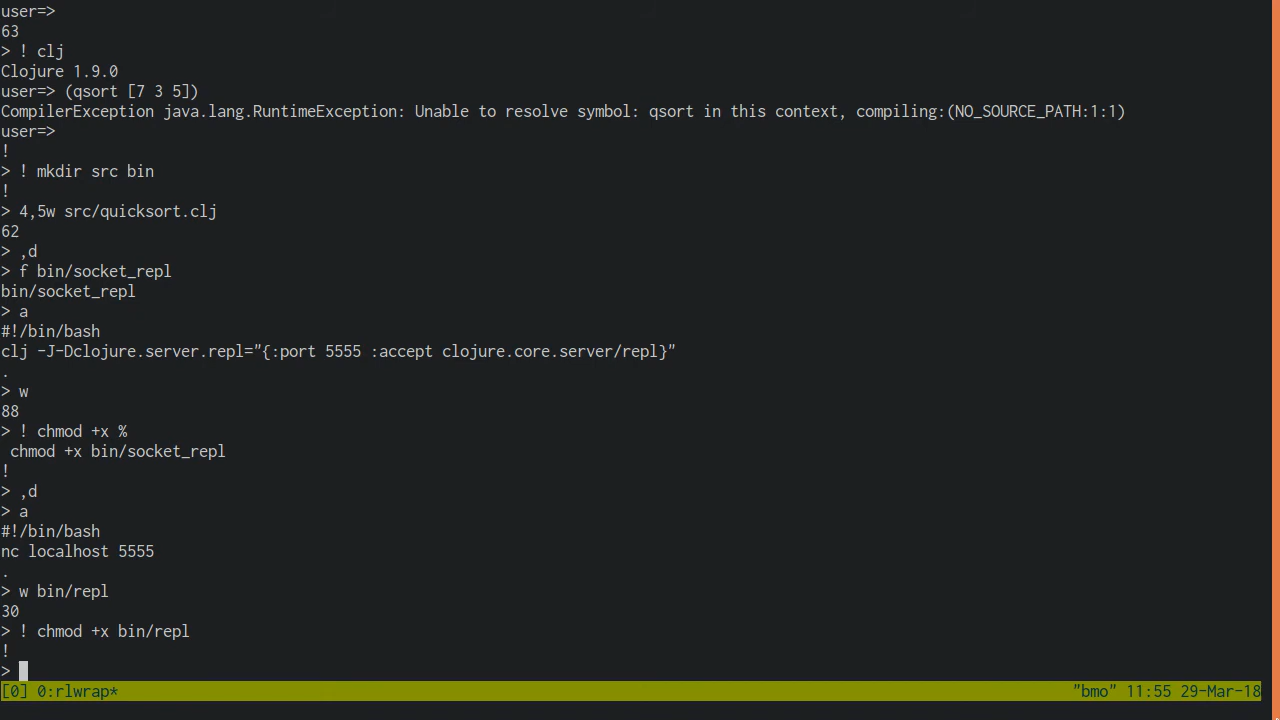 user=>
63
> ! clj
Clojure 1.9.0
user=> (qsort [7 3 5])
CompilerException java.lang.RuntimeException: Unable to resolve symbol: qsort in this context, compiling:(NO_SOURCE_PATH:1:1)
user=>
!
> ! mkdir src bin
!
> 4,5w src/quicksort.clj
62
> ,d
> f bin/socket_repl
bin/socket_repl
> a
#!/bin/bash
clj -J-Dclojure.server.repl="{:port 5555 :accept clojure.core.server/repl}"
.
> w
88
> ! chmod +x %
 chmod +x bin/socket_repl
!
> ,d
> a
#!/bin/bash
nc localhost 5555
.
> w bin/repl
30
> ! chmod +x bin/repl
!
>
[0] 0:rlwrap* "bmo" 11:55 29-Mar-18